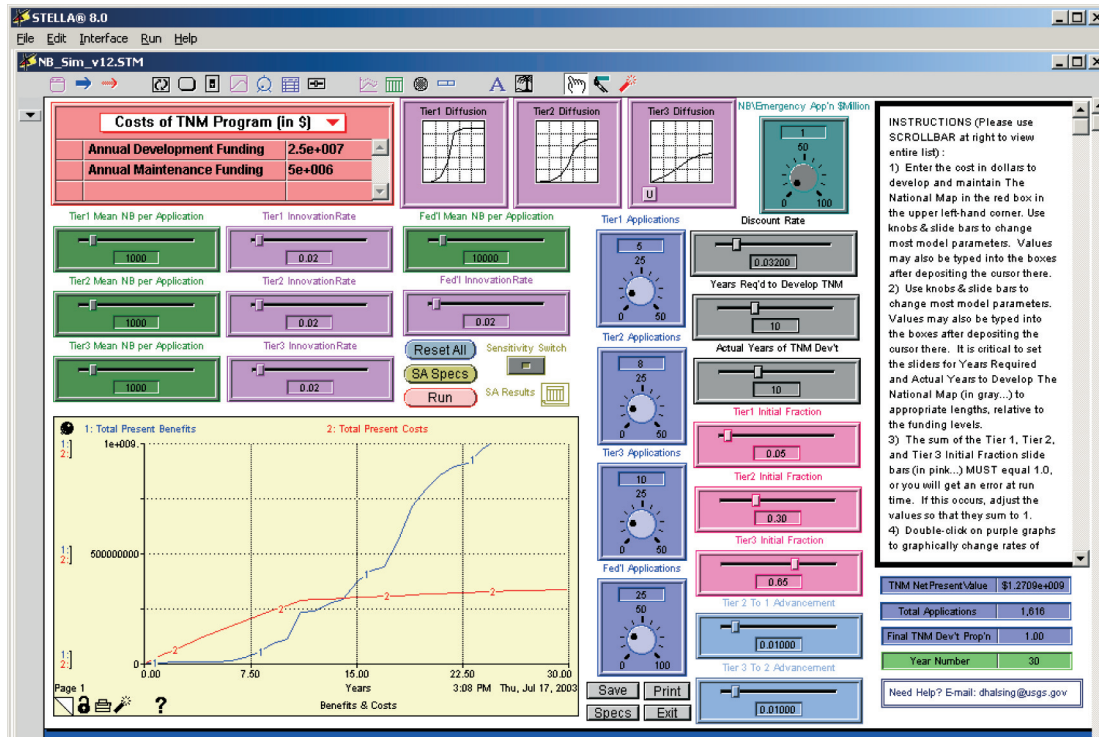 STELLA® 8.0
File Edit Interface Run Help
NB_Sim_v12.STM
Costs of TNM Program (in $)
Annual Development Funding 2.5e+007
Annual Maintenance Funding 5e+006
Tier1 Diffusion
Tier2 Diffusion
Tier3 Diffusion
U
NB\Emergency App'n $Million
1
50
0 100
Tier1 Mean NB per Application
1000
Tier1 InnovationRate
0.02
Fed'l Mean NB per Application
10000
Tier2 Mean NB per Application
1000
Tier2 InnovationRate
0.02
Fed'l InnovationRate
0.02
Tier3 Mean NB per Application
1000
Tier3 InnovationRate
0.02
Reset All
SA Specs
Run
Sensitivity Switch
SA Results
Tier1 Applications
5
25
0 50
Tier2 Applications
8
25
0 50
Tier3 Applications
10
25
0 50
Fed'l Applications
25
50
0 100
Discount Rate
0.03200
Years Req'd to Develop TNM
10
Actual Years of TNM Dev't
10
Tier1 Initial Fraction
0.05
Tier2 Initial Fraction
0.30
Tier3 Initial Fraction
0.65
Tier 2 To 1 Advancement
0.01000
Tier 3 To 2 Advancement
0.01000
INSTRUCTIONS (Please use
SCROLLBAR at right to view
entire list) :
1) Enter the cost in dollars to
develop and maintain The
National Map in the red box in
the upper left-hand corner. Use
knobs & slide bars to change
most model parameters. Values
may also be typed into the boxes
after depositing the cursor there.
2) Use knobs & slide bars to
change most model parameters.
Values may also be typed into
the boxes after depositing the
cursor there. It is critical to set
the sliders for Years Required
and Actual Years to Develop The
National Map (in gray...) to
appropriate lengths, relative to
the funding levels.
3) The sum of the Tier 1, Tier 2,
and Tier 3 Initial Fraction slide
bars (in pink...) MUST equal 1.0,
or you will get an error at run
time. If this occurs, adjust the
values so that they sum to 1.
4) Double-click on purple graphs
to graphically change rates of
1: Total Present Benefits 2: Total Present Costs
1:
2:
1e+009.
1:
2:
500000000
1:
2:
0
1 1 1 1
2 2 2 2
0.00 7.50 15.00 22.50 30.00
Page 1 Years 3:08 PM Thu, Jul 17, 2003
? Benefits & Costs
Save Print
Specs Exit
TNM NetPresentValue $1.2709e+009
Total Applications 1,616
Final TNM Dev't Prop'n 1.00
Year Number 30
Need Help? E-mail: dhalsing@usgs.gov